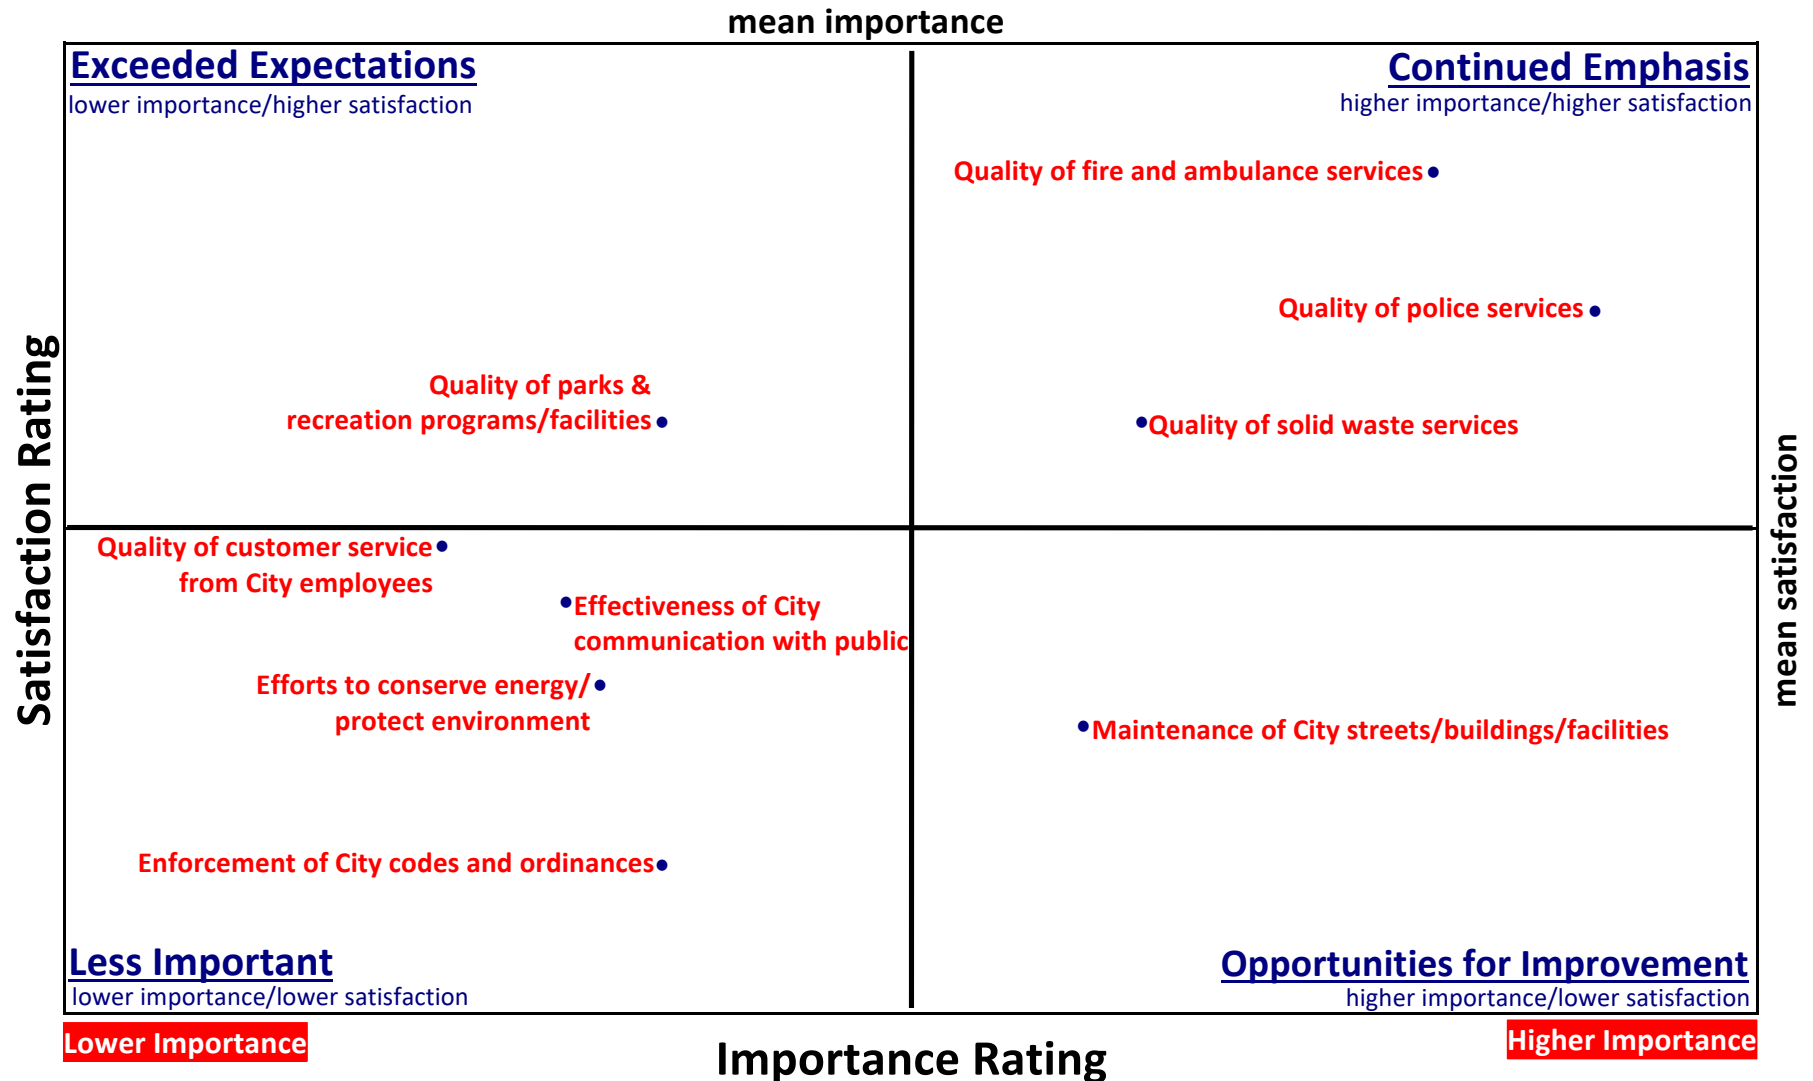 mean importance
Exceeded Expectations
lower importance/higher satisfaction
Continued Emphasis
higher importance/higher satisfaction
Quality of fire and ambulance services
Quality of police services
Quality of parks &
recreation programs/facilities
Quality of solid waste services
Satisfaction Rating
mean satisfaction
Quality of customer service
from City employees
Effectiveness of City
communication with public
Efforts to conserve energy/
protect environment
Maintenance of City streets/buildings/facilities
Enforcement of City codes and ordinances
Less Important
lower importance/lower satisfaction
Opportunities for Improvement
higher importance/lower satisfaction
Lower Importance
Importance Rating
Higher Importance